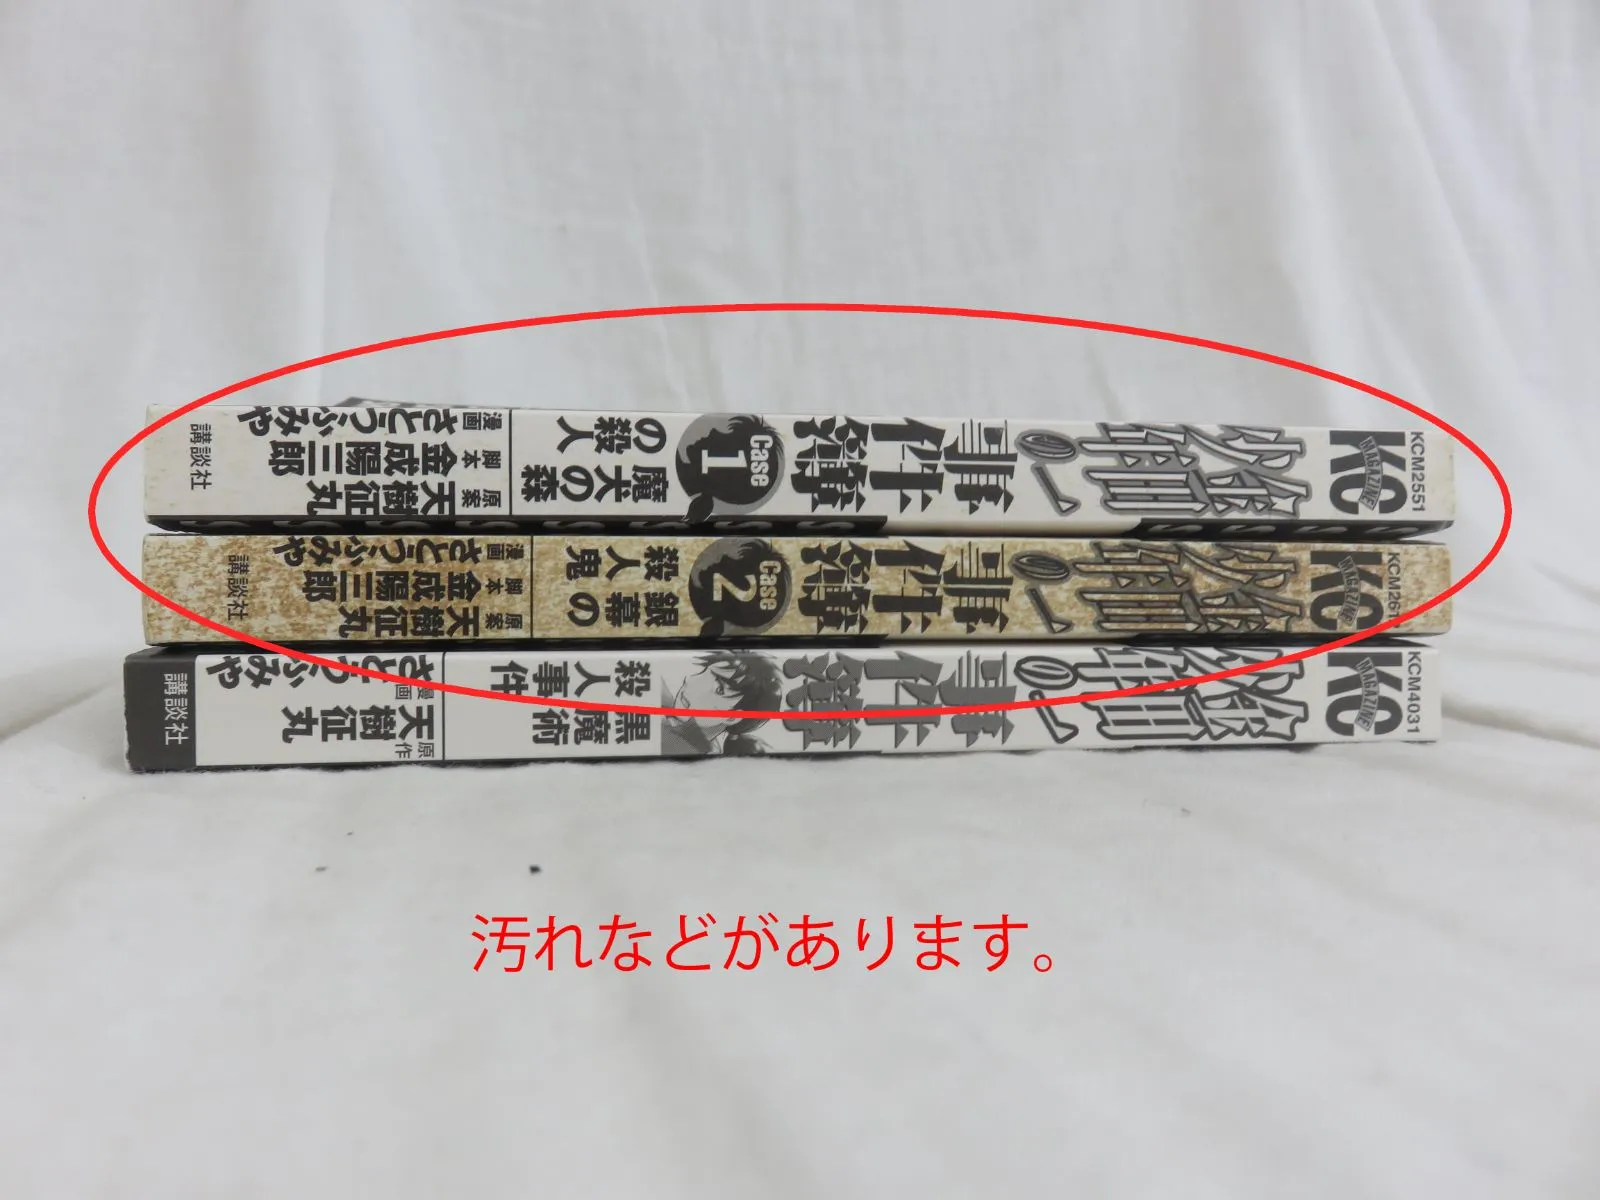 KCM2551
KC
MAGAZINE
金田一
少年の
事件簿
Case
1
魔犬の森
の殺人
原案
天樹征丸
脚本
金成陽三郎
漫画
さとうふみや
講談社
KCM261
KC
MAGAZINE
金田一
少年の
事件簿
Case
2
銀幕の
殺人鬼
原案
天樹征丸
脚本
金成陽三郎
漫画
さとうふみや
講談社
KCM4031
KC
MAGAZINE
金田一
少年の
事件簿
黒魔術
殺人事件
原作
天樹征丸
漫画
さとうふみや
講談社
汚れなどがあります。